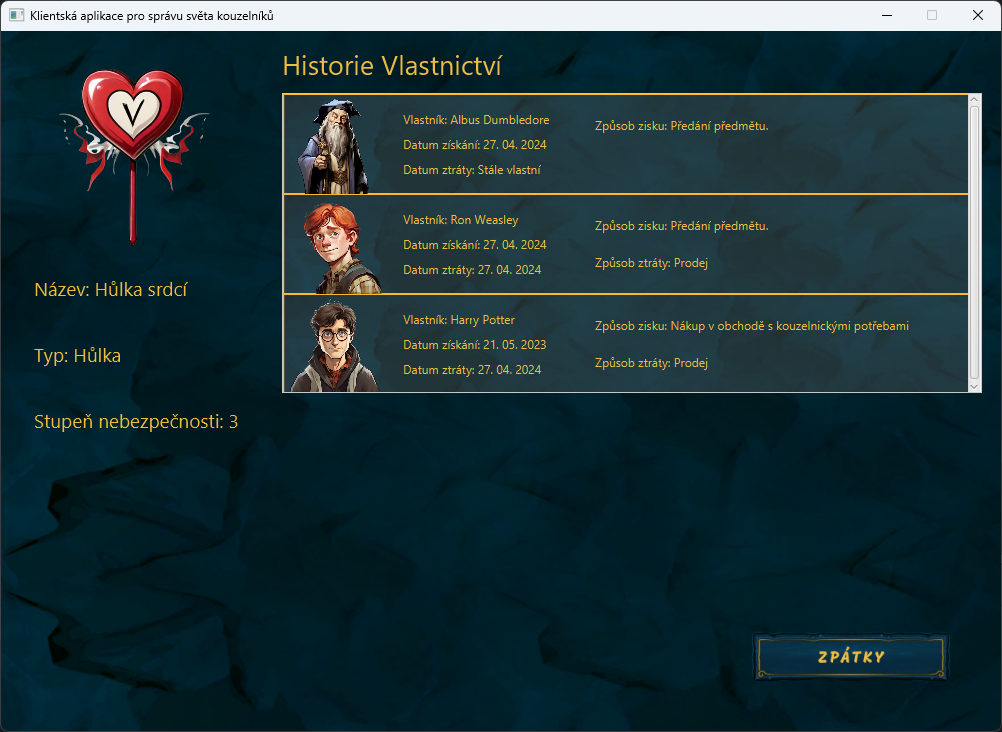 Klientská aplikace pro správu světa kouzelníků
V
Název: Hůlka srdcí
Typ: Hůlka
Stupeň nebezpečnosti: 3
Historie Vlastnictví
Vlastník: Albus Dumbledore
Datum získání: 27. 04. 2024
Datum ztráty: Stále vlastní
Způsob zisku: Předání předmětu.
Vlastník: Ron Weasley
Datum získání: 27. 04. 2024
Datum ztráty: 27. 04. 2024
Způsob zisku: Předání předmětu.
Způsob ztráty: Prodej
Vlastník: Harry Potter
Datum získání: 21. 05. 2023
Datum ztráty: 27. 04. 2024
Způsob zisku: Nákup v obchodě s kouzelnickými potřebami
Způsob ztráty: Prodej
ZPÁTKY